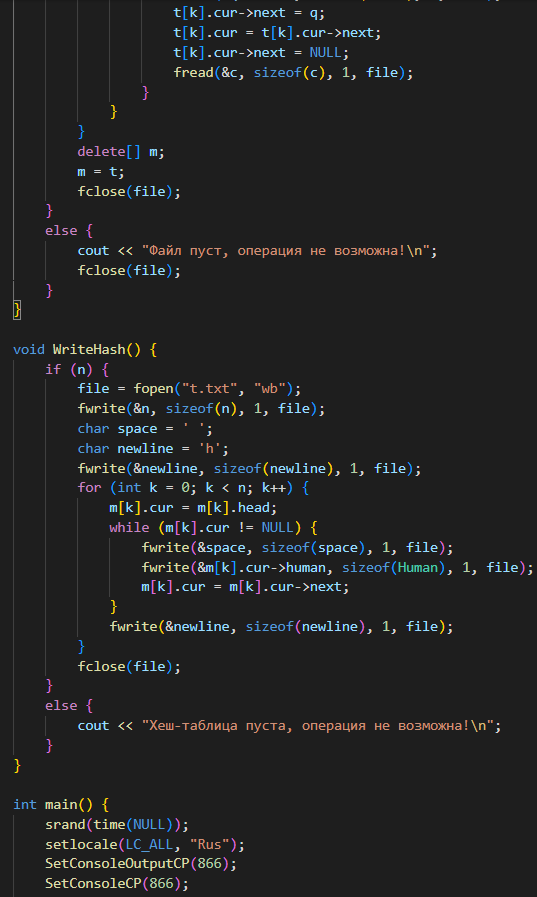 t[k].cur->next = q;
t[k].cur = t[k].cur->next;
t[k].cur->next = NULL;
fread(&c, sizeof(c), 1, file);
}
}
}
delete[] m;
m = t;
fclose(file);
}
else {
cout << "Файл пуст, операция не возможна!\n";
fclose(file);
}
}
void WriteHash() {
if (n) {
file = fopen("t.txt", "wb");
fwrite(&n, sizeof(n), 1, file);
char space = ' ';
char newline = 'h';
fwrite(&newline, sizeof(newline), 1, file);
for (int k = 0; k < n; k++) {
m[k].cur = m[k].head;
while (m[k].cur != NULL) {
fwrite(&space, sizeof(space), 1, file);
fwrite(&m[k].cur->human, sizeof(Human), 1, file);
m[k].cur = m[k].cur->next;
}
fwrite(&newline, sizeof(newline), 1, file);
}
fclose(file);
}
else {
cout << "Хеш-таблица пуста, операция не возможна!\n";
}
}
int main() {
srand(time(NULL));
setlocale(LC_ALL, "Rus");
SetConsoleOutputCP(866);
SetConsoleCP(866);